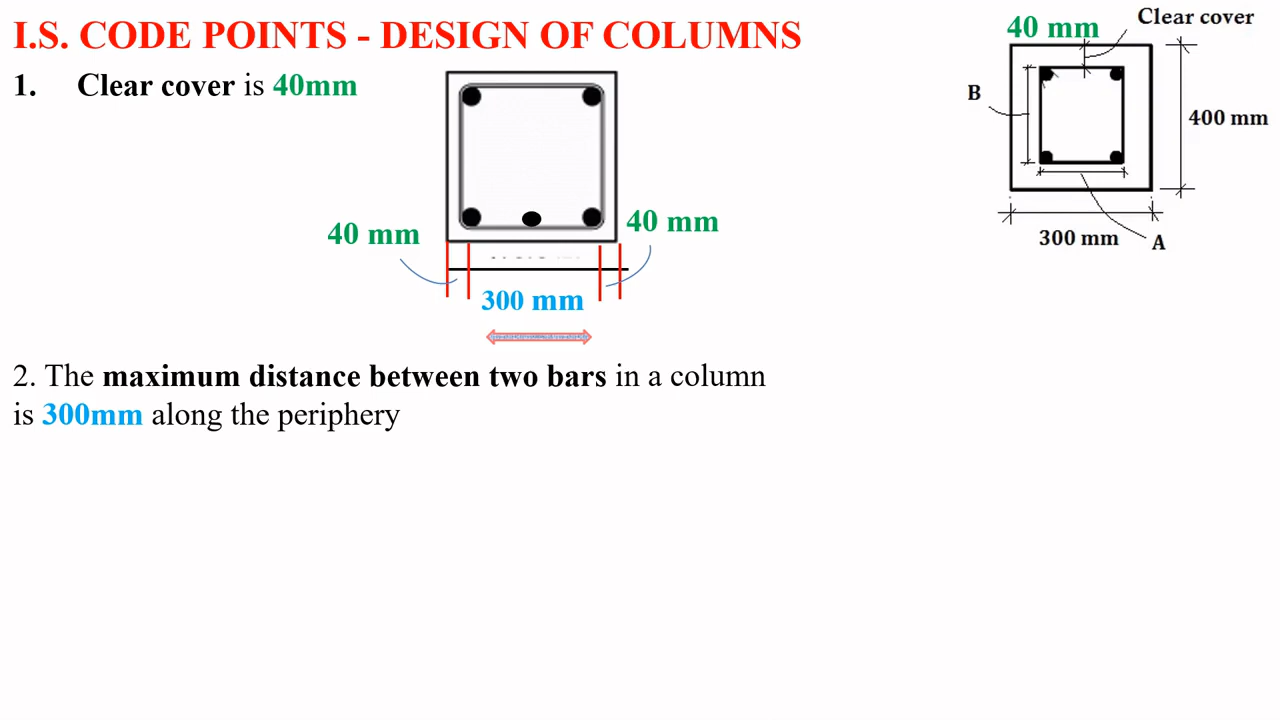 I.S. CODE POINTS - DESIGN OF COLUMNS
1. Clear cover is 40mm
40 mm
40 mm
300 mm
2. The maximum distance between two bars in a column
is 300mm along the periphery
40 mm
Clear cover
B
400 mm
300 mm
A